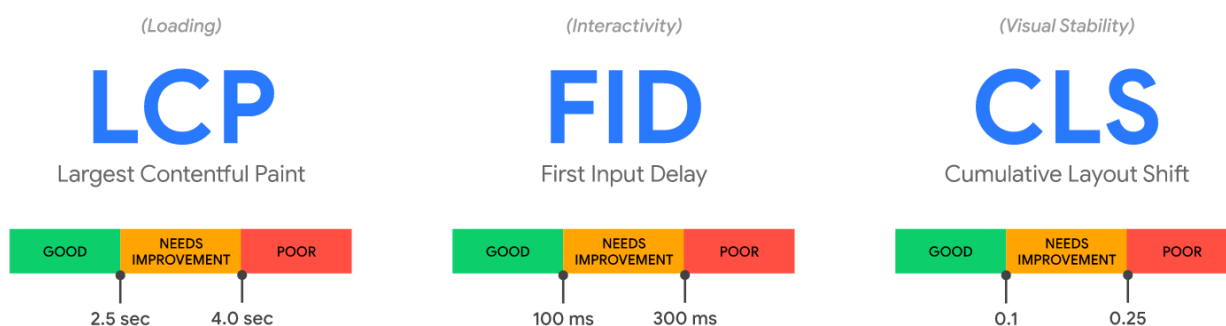 (Loading)
LCP
Largest Contentful Paint
GOOD
NEEDS
IMPROVEMENT
POOR
2.5 sec
4.0 sec
(Interactivity)
FID
First Input Delay
GOOD
NEEDS
IMPROVEMENT
POOR
100 ms
300 ms
(Visual Stability)
CLS
Cumulative Layout Shift
GOOD
NEEDS
IMPROVEMENT
POOR
0.1
0.25